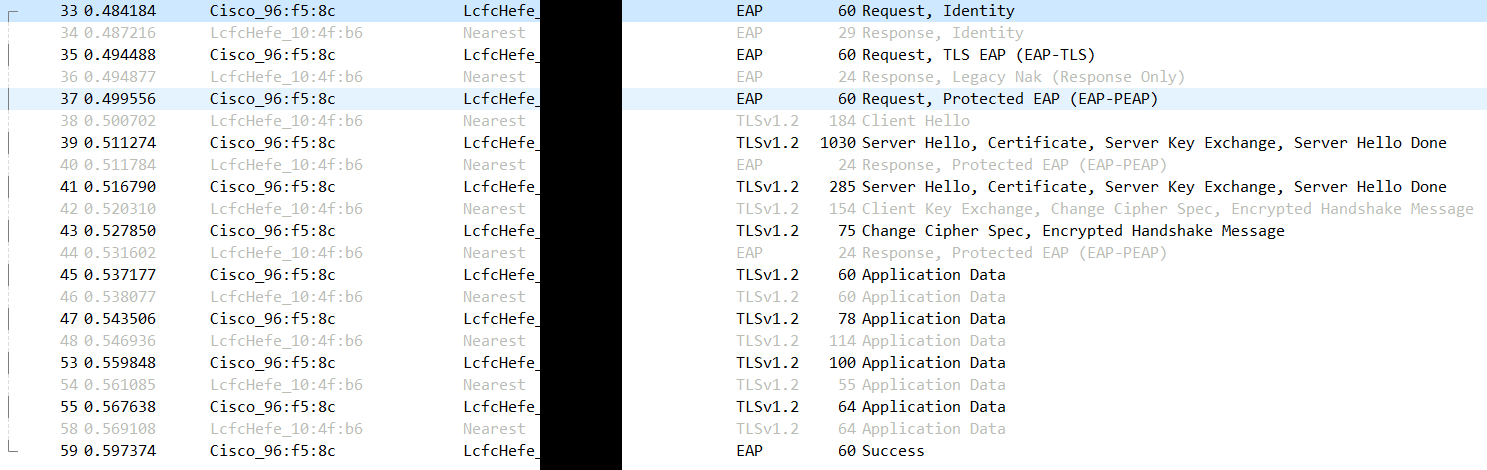 33 0.484184 Cisco_96:f5:8c LcfcHefe_ EAP 60 Request, Identity
34 0.487216 LcfcHefe_10:4f:b6 Nearest EAP 29 Response, Identity
35 0.494488 Cisco_96:f5:8c LcfcHefe_ EAP 60 Request, TLS EAP (EAP-TLS)
36 0.494877 LcfcHefe_10:4f:b6 Nearest EAP 24 Response, Legacy Nak (Response Only)
37 0.499556 Cisco_96:f5:8c LcfcHefe_ EAP 60 Request, Protected EAP (EAP-PEAP)
38 0.500702 LcfcHefe_10:4f:b6 Nearest TLSv1.2 184 Client Hello
39 0.511274 Cisco_96:f5:8c LcfcHefe_ TLSv1.2 1030 Server Hello, Certificate, Server Key Exchange, Server Hello Done
40 0.511784 LcfcHefe_10:4f:b6 Nearest EAP 24 Response, Protected EAP (EAP-PEAP)
41 0.516790 Cisco_96:f5:8c LcfcHefe_ TLSv1.2 285 Server Hello, Certificate, Server Key Exchange, Server Hello Done
42 0.520310 LcfcHefe_10:4f:b6 Nearest TLSv1.2 154 Client Key Exchange, Change Cipher Spec, Encrypted Handshake Message
43 0.527850 Cisco_96:f5:8c LcfcHefe_ TLSv1.2 75 Change Cipher Spec, Encrypted Handshake Message
44 0.531602 LcfcHefe_10:4f:b6 Nearest EAP 24 Response, Protected EAP (EAP-PEAP)
45 0.537177 Cisco_96:f5:8c LcfcHefe_ TLSv1.2 60 Application Data
46 0.538077 LcfcHefe_10:4f:b6 Nearest TLSv1.2 60 Application Data
47 0.543506 Cisco_96:f5:8c LcfcHefe_ TLSv1.2 78 Application Data
48 0.546936 LcfcHefe_10:4f:b6 Nearest TLSv1.2 114 Application Data
53 0.559848 Cisco_96:f5:8c LcfcHefe_ TLSv1.2 100 Application Data
54 0.561085 LcfcHefe_10:4f:b6 Nearest TLSv1.2 55 Application Data
55 0.567638 Cisco_96:f5:8c LcfcHefe_ TLSv1.2 64 Application Data
58 0.569108 LcfcHefe_10:4f:b6 Nearest TLSv1.2 64 Application Data
59 0.597374 Cisco_96:f5:8c LcfcHefe_ EAP 60 Success